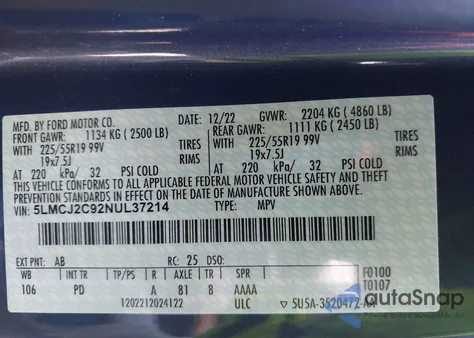 MFD. BY FORD MOTOR CO. 12/22 GVWR: 2204 KG ( 4860 LB)
FRONT GAWR: 1134 KG ( 2500 LB) REAR GAWR: 1111 KG ( 2450 LB)
WITH 225/55R19 99V TIRES WITH 225/55R19 99V TIRES
19x7.5J RIMS 19x7.5J RIMS
AT 220 kPa/ 32 PSI COLD AT 220 kPa/ 32 PSI COLD
THIS VEHICLE CONFORMS TO ALL APPLICABLE FEDERAL MOTOR VEHICLE SAFETY AND THEFT
PREVENTION STANDARDS IN EFFECT ON THE DATE OF MANUFACTURE SHOWN ABOVE.
VIN: 5LMCJ2C92NUL37214 TYPE: MPV
EXT PNT: AB RC: 25 DSO: F0100
WB INT TR TP/PS R AXLE TR SPR T0107
106 PD A 81 8 AAAA
1202212024122 ULC 5U5A-3520472-AA
autoSnap